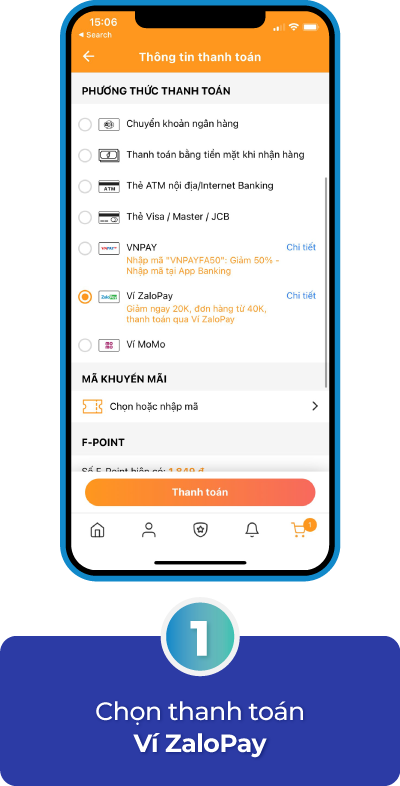 15:06
Search
Thông tin thanh toán
PHƯƠNG THỨC THANH TOÁN
Chuyển khoản ngân hàng
Thanh toán bằng tiền mặt khi nhận hàng
ATM
Thẻ ATM nội địa/Internet Banking
Thẻ Visa / Master / JCB
VNPAY
Chi tiết
Nhập mã "VNPAYFA50": Giảm 50% -
Nhập mã tại App Banking
Ví ZaloPay
Chi tiết
Giảm ngay 20K, đơn hàng từ 40K,
thanh toán qua Ví ZaloPay
Ví MoMo
MÃ KHUYẾN MÃI
Chọn hoặc nhập mã
F-POINT
Số F-Point hiện có: 1,849 đ
Thanh toán
1
1
Chọn thanh toán
Ví ZaloPay